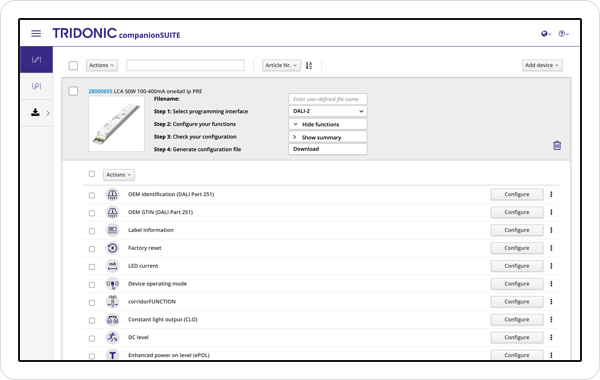 TRIDONIC companionSUITE
Actions
Article Nr.
Add device
28000655 LCA 50W 100-400mA one4all lp PRE
Filename:
Enter user-defined file name
Step 1: Select programming interface
DALI-2
Step 2: Configure your functions
Hide functions
Step 3: Check your configuration
Show summary
Step 4: Generate configuration file
Download
Actions
OEM identification (DALI Part 251)
Configure
OEM GTIN (DALI Part 251)
Configure
Label information
Configure
Factory reset
Configure
mA
LED current
Configure
Device operating mode
Configure
corridorFUNCTION
Configure
Constant light output (CLO)
Configure
DC level
Configure
T
Enhanced power on level (ePOL)
Configure